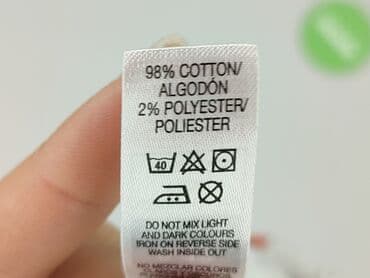 98% COTTON/
ALGODÓN
2% POLYESTER/
POLIESTER
40
DO NOT MIX LIGHT
AND DARK COLOURS
IRON ON REVERSE SIDE
WASH INSIDE OUT
NO MEZCLAR COLORES